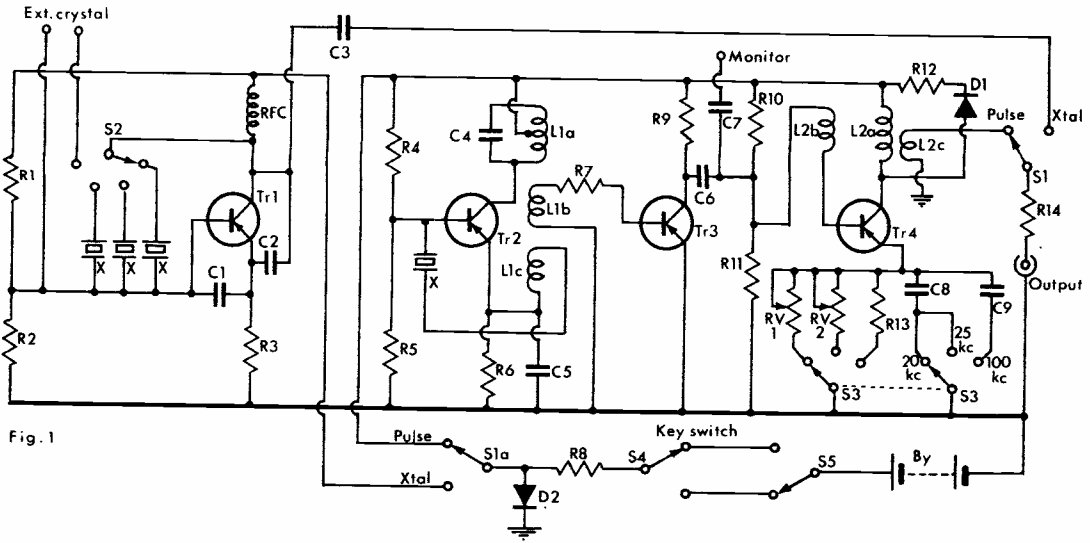 Ext.crystal
C3
Monitor
R12
D1
RFC
R10
Pulse
Xtal
S2
C4
L1a
R9
C7
L2b
L2a
L2c
R4
R7
S1
R1
Tr1
C6
R14
L1b
Tr2
Tr3
Tr4
C2
X
X
X
X
C1
L1c
R11
Output
C8
C9
RV
1
RV
2
R13
R2
R3
R5
R6
C5
25
kc
20
kc
100
kc
S3
S3
Fig.1
Pulse
Key switch
S1a
R8
S4
S5
By
Xtal
D2